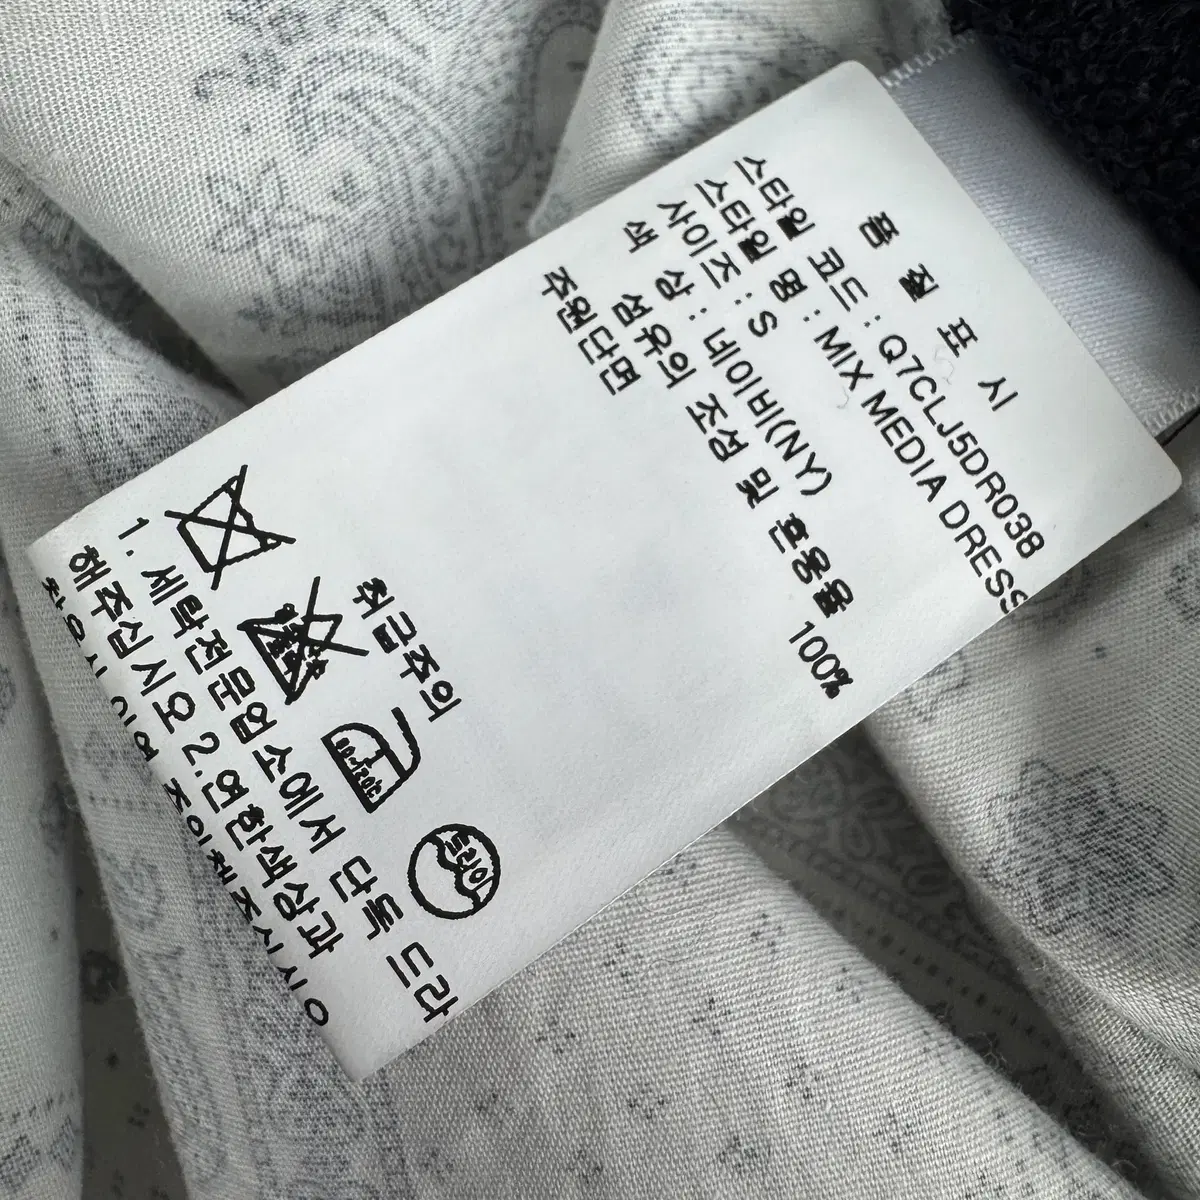 품 질 표 시
스타일 코드 : Q7CLJ5DR038
스타일 명 : MIX MEDIA DRESS
사이즈 : S
색 상 : 네이비(NY)
섬유의 조성 및 혼용율
주원단면 100%
취급주의
드라이
1. 세탁전문업소에서 단독 드라
해주십시오 2.연한색상과